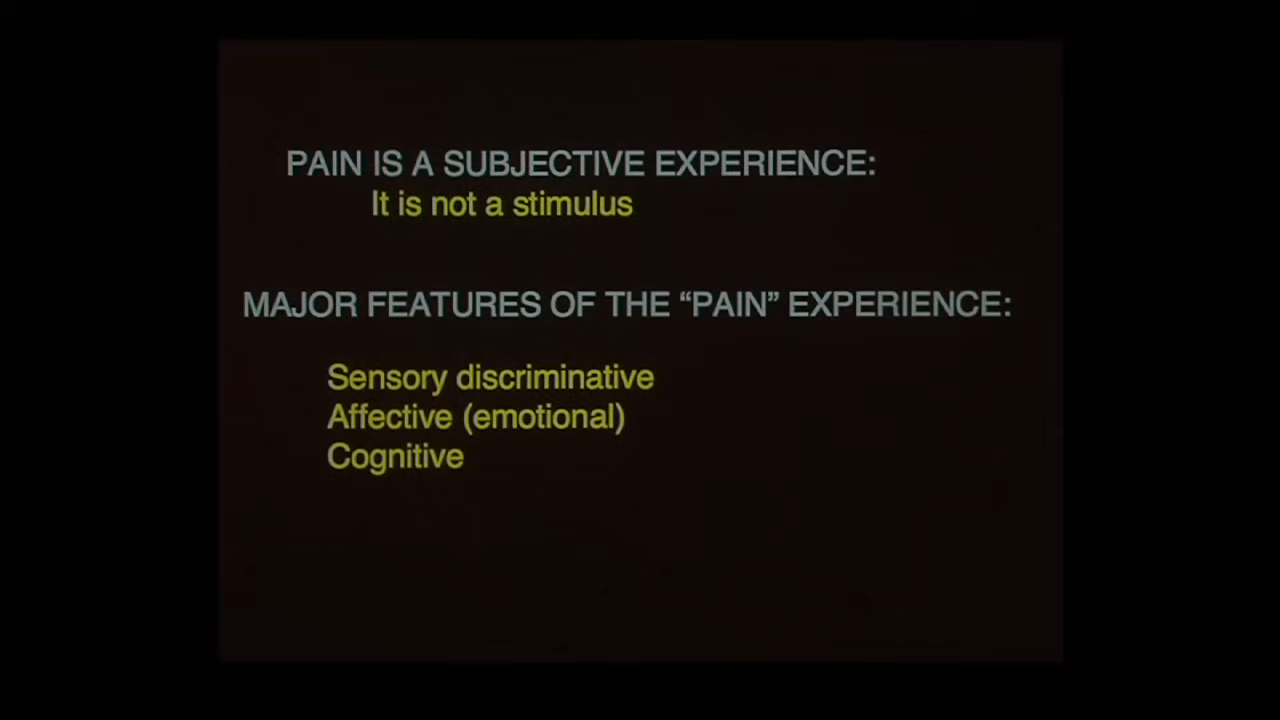 PAIN IS A SUBJECTIVE EXPERIENCE:
It is not a stimulus
MAJOR FEATURES OF THE “PAIN” EXPERIENCE:
Sensory discriminative
Affective (emotional)
Cognitive